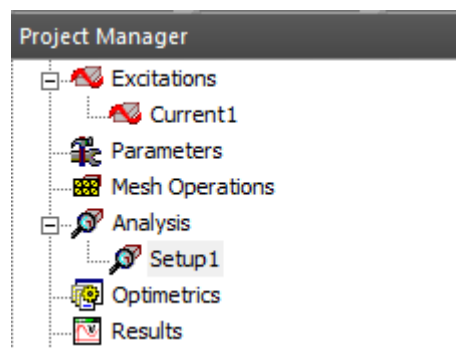 Project Manager
Excitations
Current1
Parameters
Mesh Operations
Analysis
Setup1
Optimetrics
Results